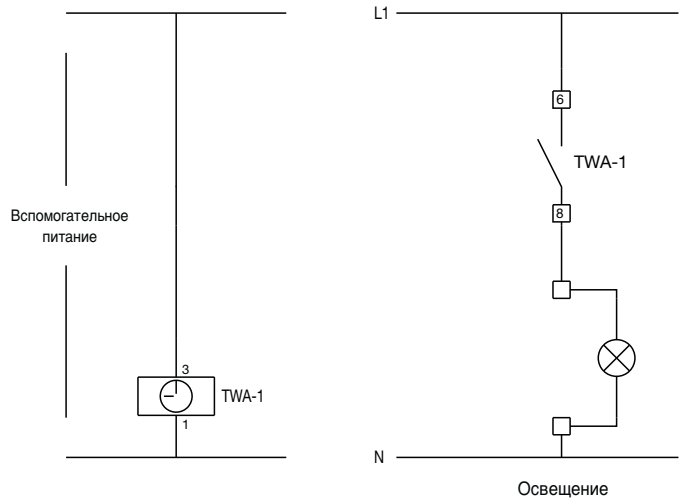 L1
6
TWA-1
8
Вспомогательное
питание
3
TWA-1
1
N
Освещение